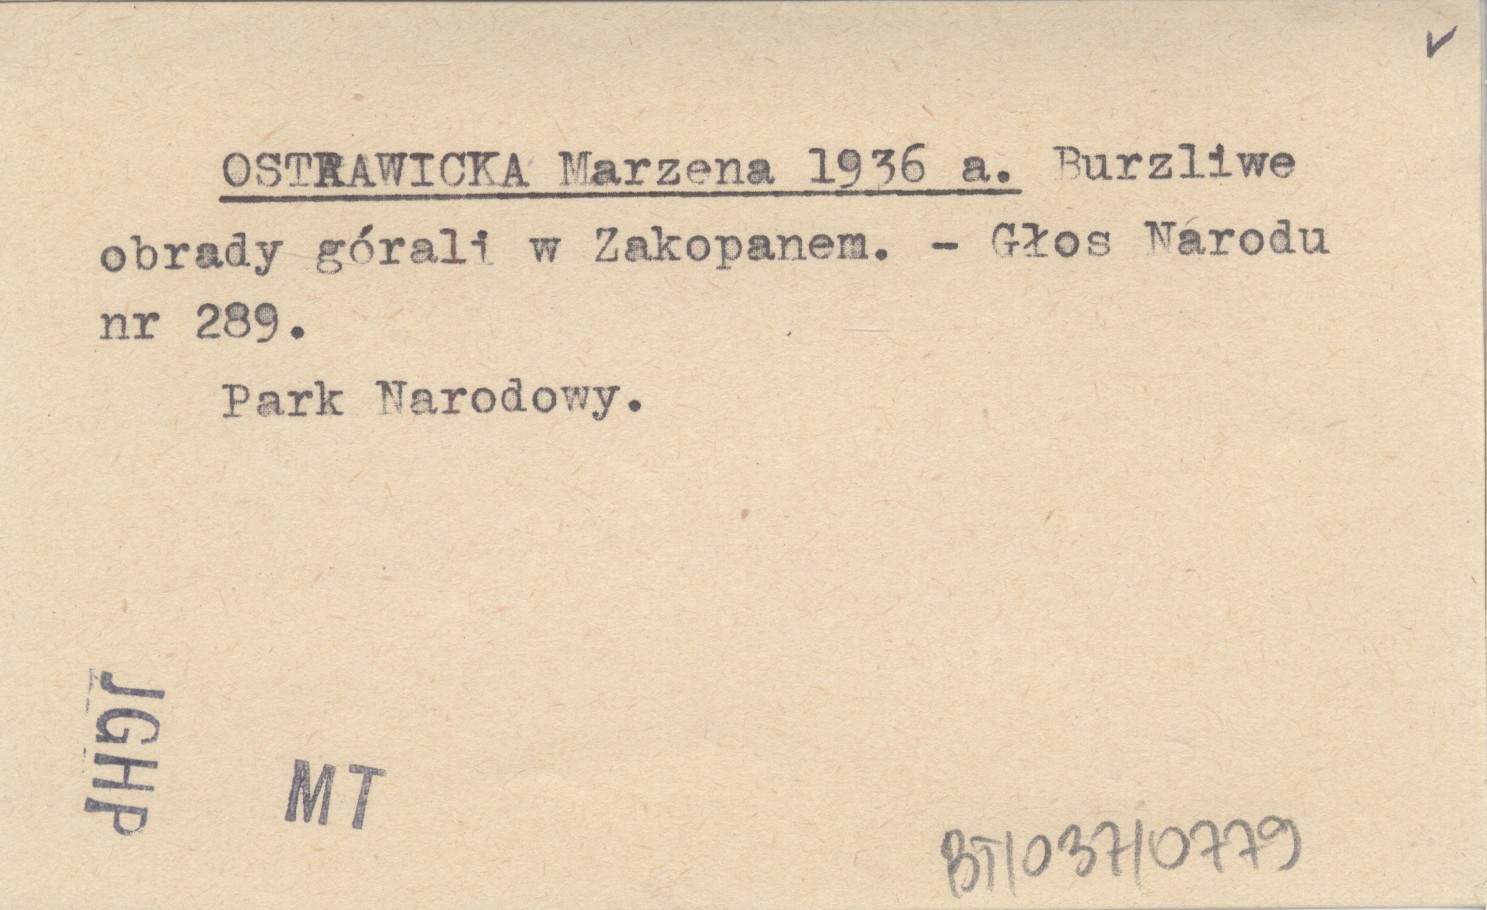 ✓
OSTRAWICKA Marzena 1936 a. Burzliwe
obrady górali w Zakopanem. - Głos Narodu
nr 289.
Park Narodowy.
JGHP
MT
BT/037/0779